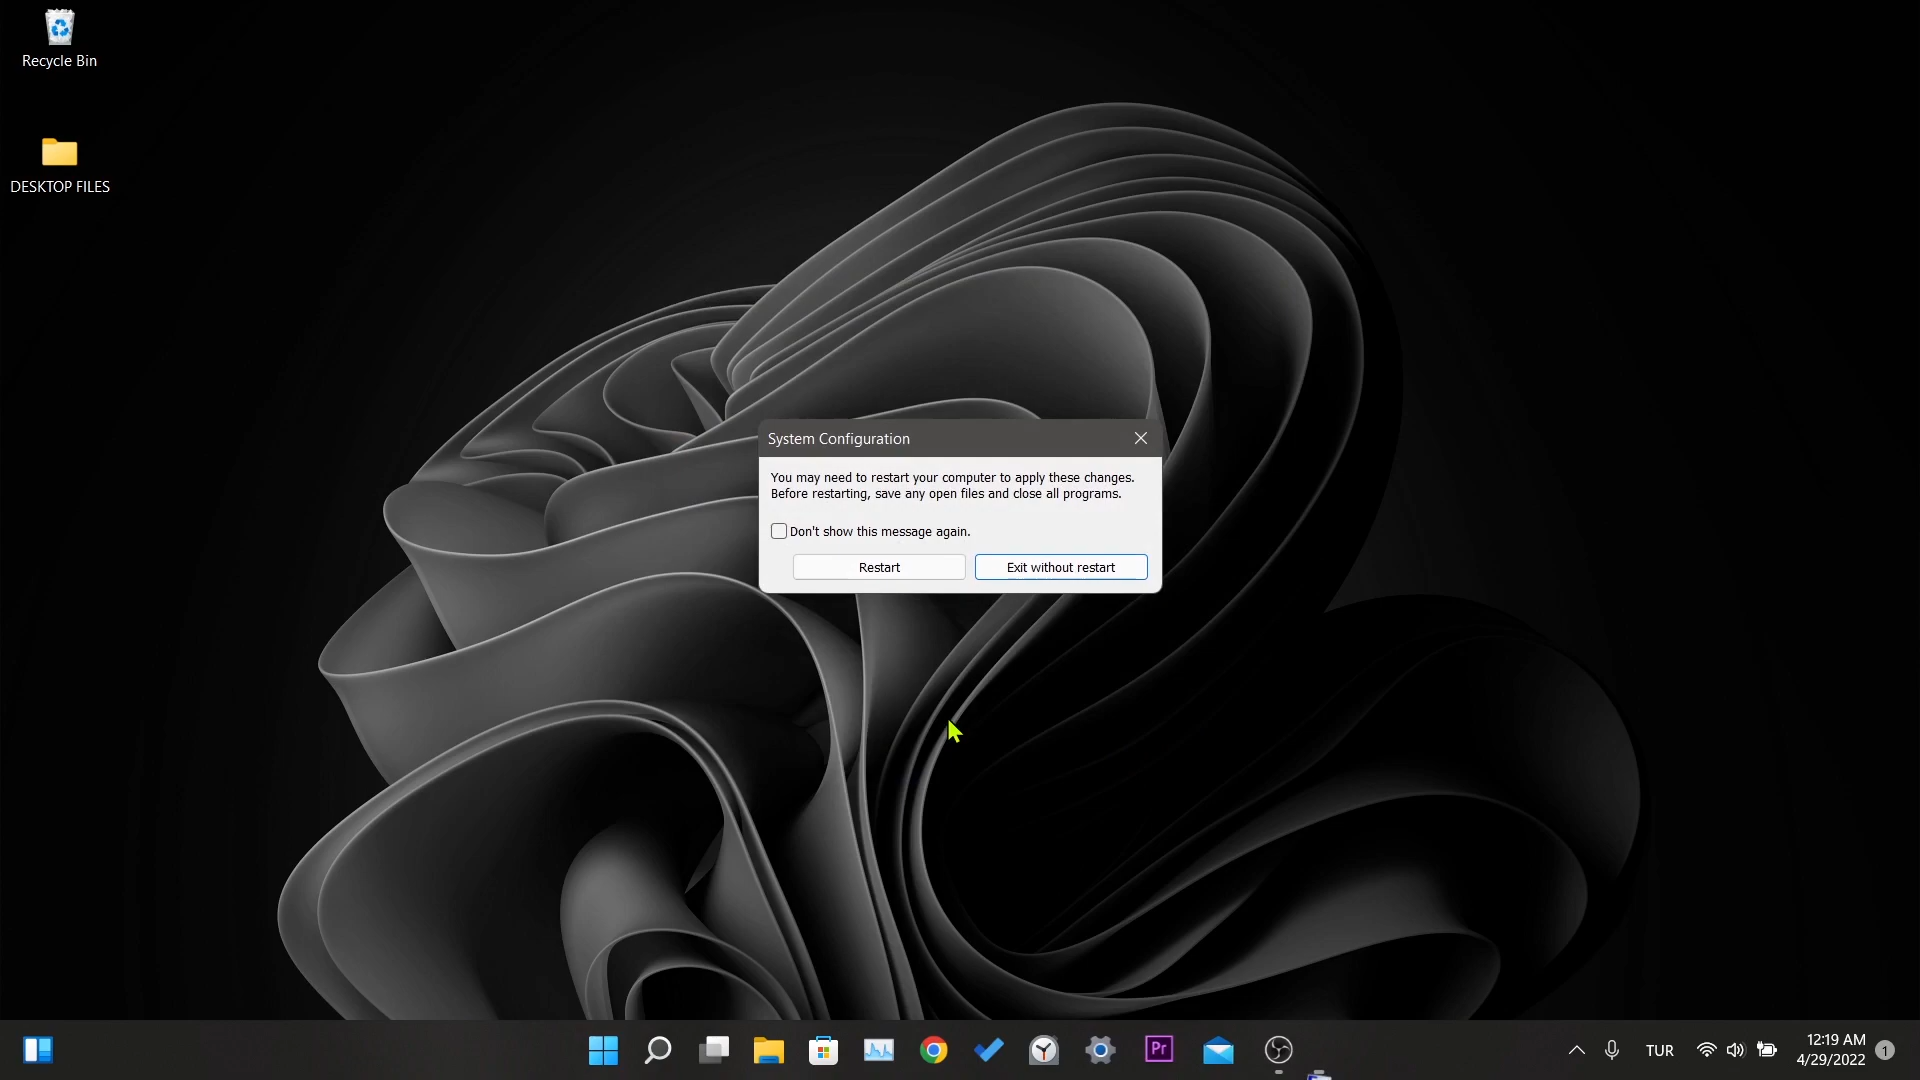 Recycle Bin
DESKTOP FILES
System Configuration
You may need to restart your computer to apply these changes.
Before restarting, save any open files and close all programs.
Don't show this message again.
Restart
Exit without restart
Pr
TUR
12:19 AM
4/29/2022
1